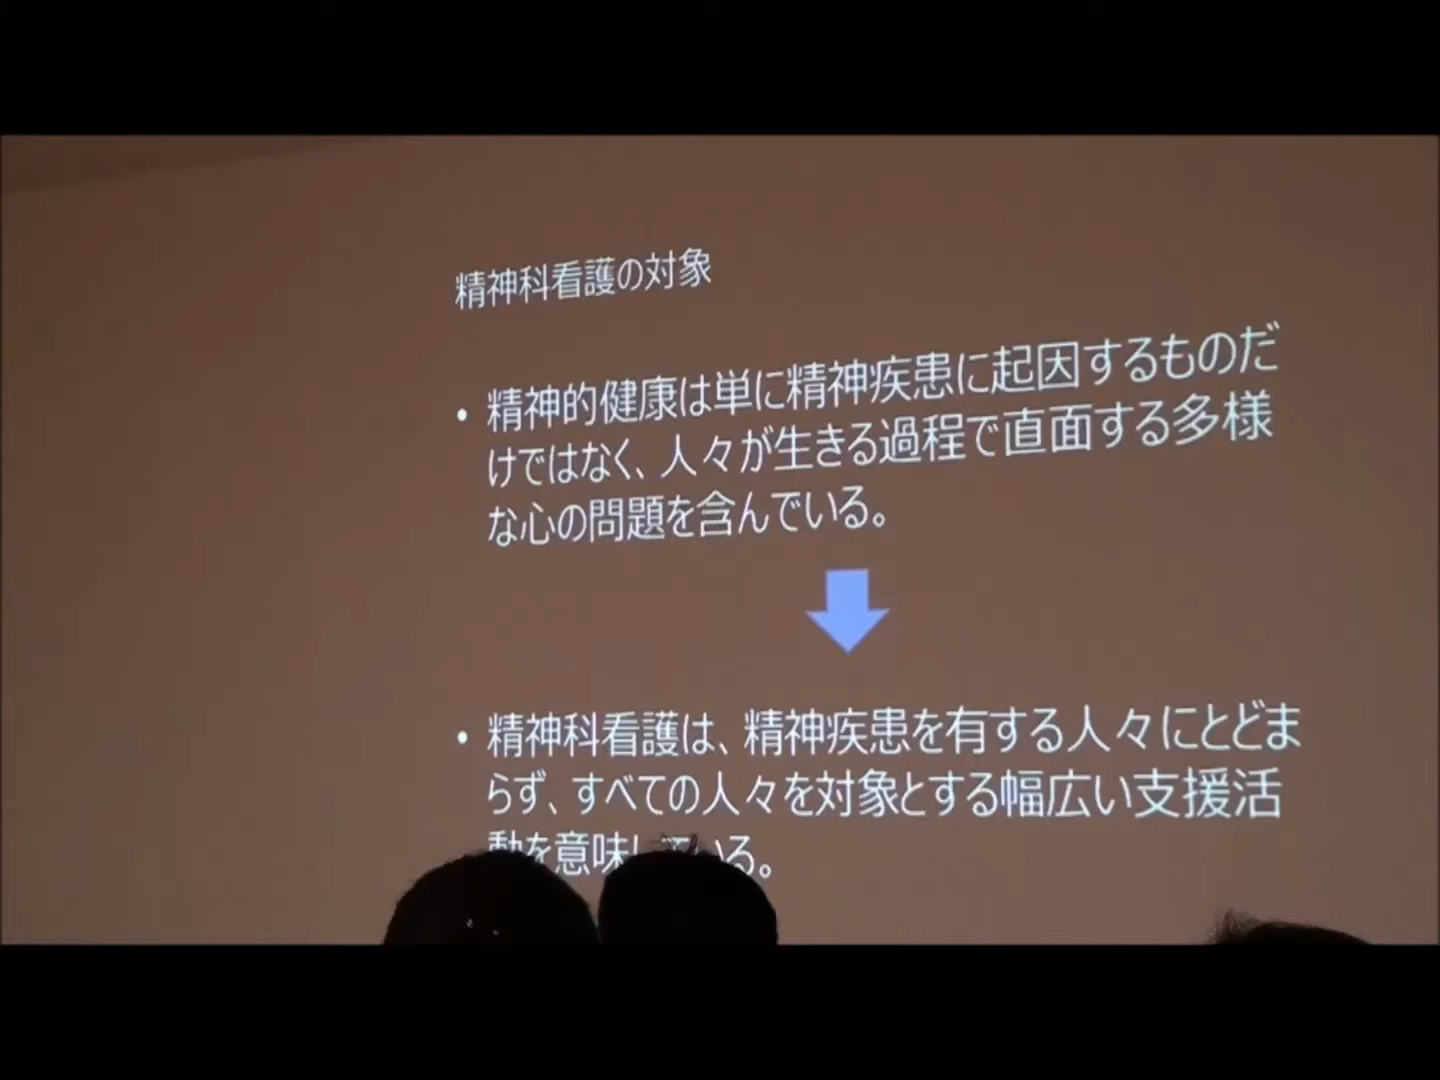 精神科看護の対象
• 精神的健康は単に精神疾患に起因するものだ
けではなく、人々が生きる過程で直面する多様
な心の問題を含んでいる。
• 精神科看護は、精神疾患を有する人々にとどま
らず、すべての人々を対象とする幅広い支援活
動を意味している。